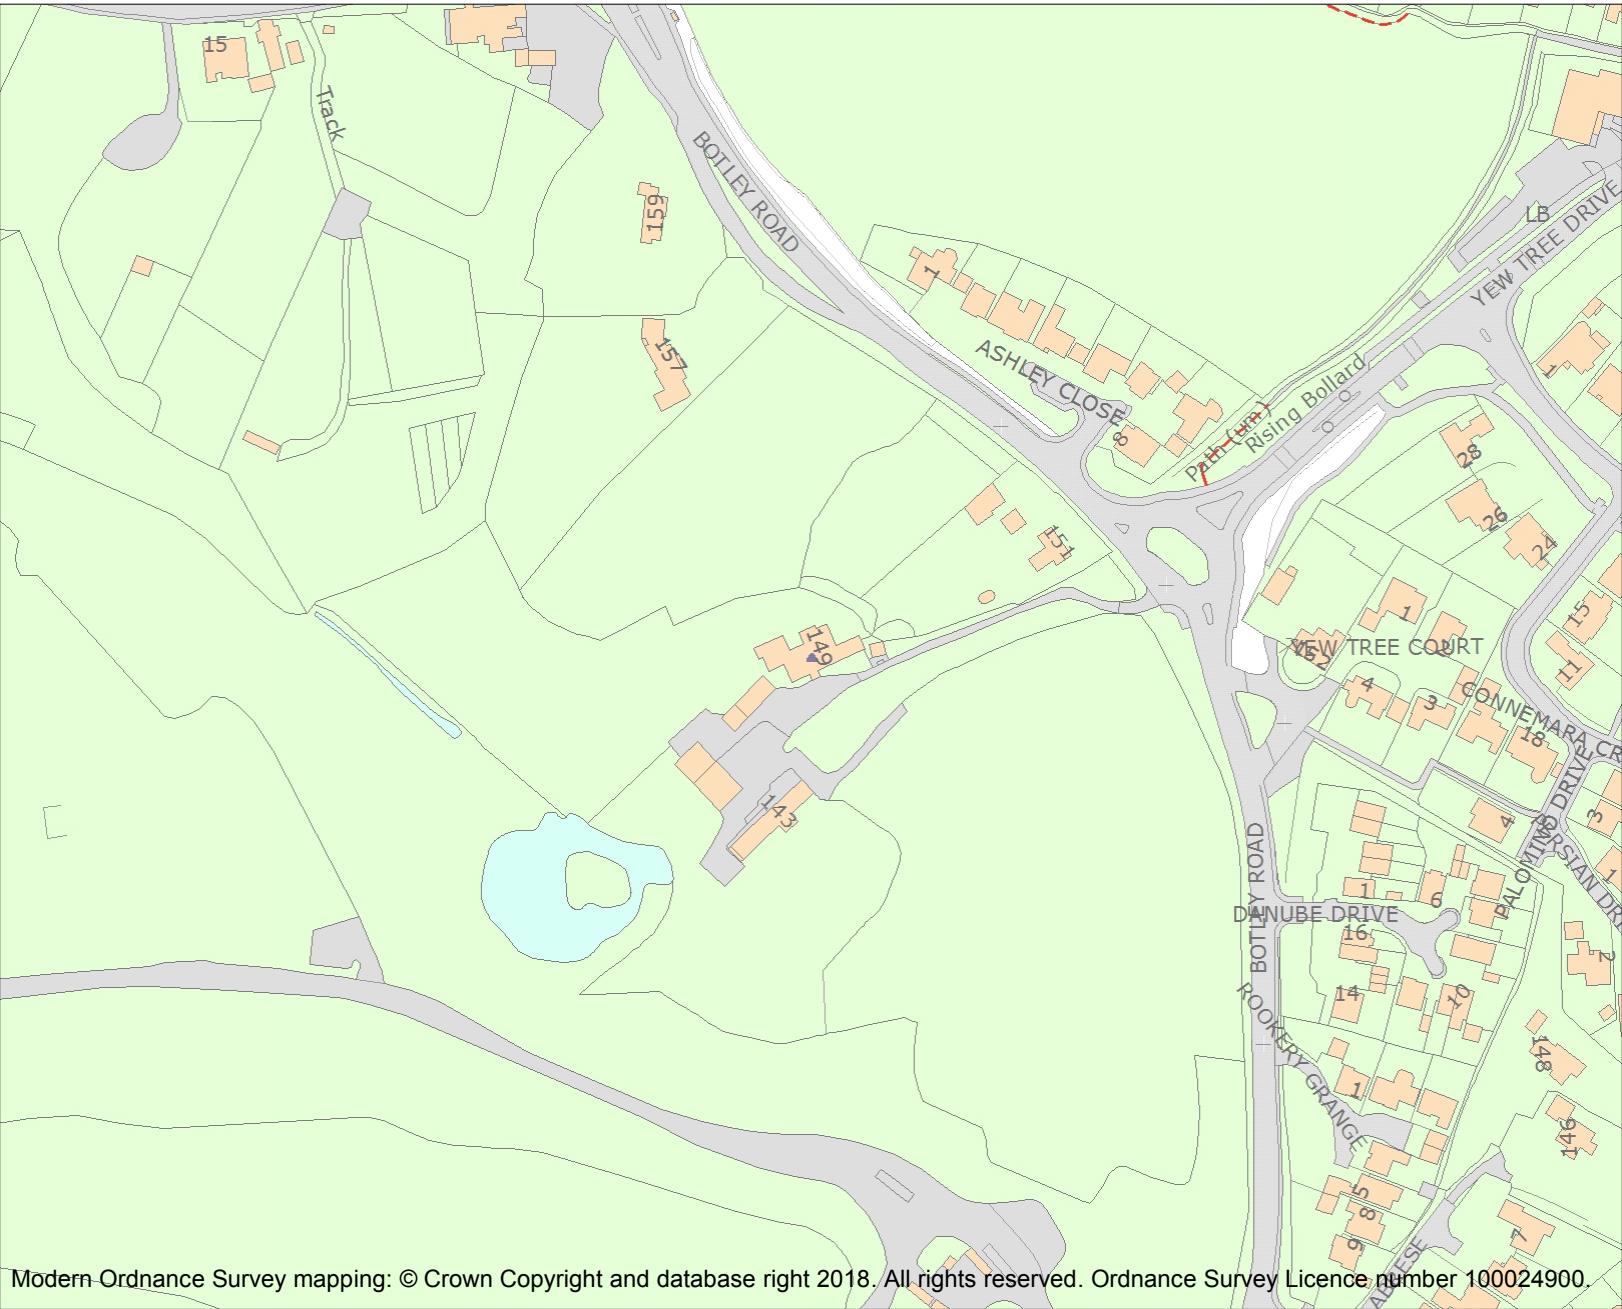 15
Track
BOTLEY ROAD
159
157
1
ASHLEY CLOSE
8
Path (um)
Rising Bollard
LB
YEW TREE DRIVE
1
28
26
24
151
149
143
15
11
1
2
YEW TREE COURT
152
4
3
CONNEMARA CR
18
4
3
PALOMINO DRIVE
1
BOTLEY ROAD
1
6
DANUBE DRIVE
16
14
10
2
ROOKERY GRANGE
148
1
146
5
8
9
7
Modern Ordnance Survey mapping: © Crown Copyright and database right 2018. All rights reserved. Ordnance Survey Licence number 100024900.